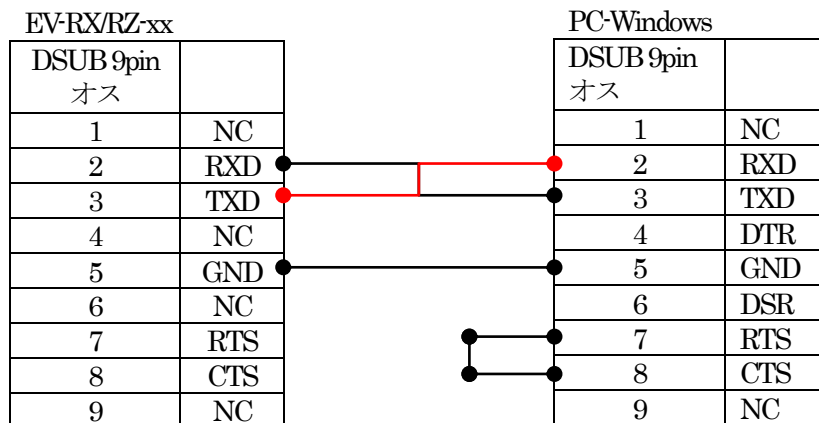 EV-RX/RZ-xx PC-Windows
DSUB 9pin DSUB 9pin
オス オス
1 NC 1 NC
2 RXD 2 RXD
3 TXD 3 TXD
4 NC 4 DTR
5 GND 5 GND
6 NC 6 DSR
7 RTS 7 RTS
8 CTS 8 CTS
9 NC 9 NC